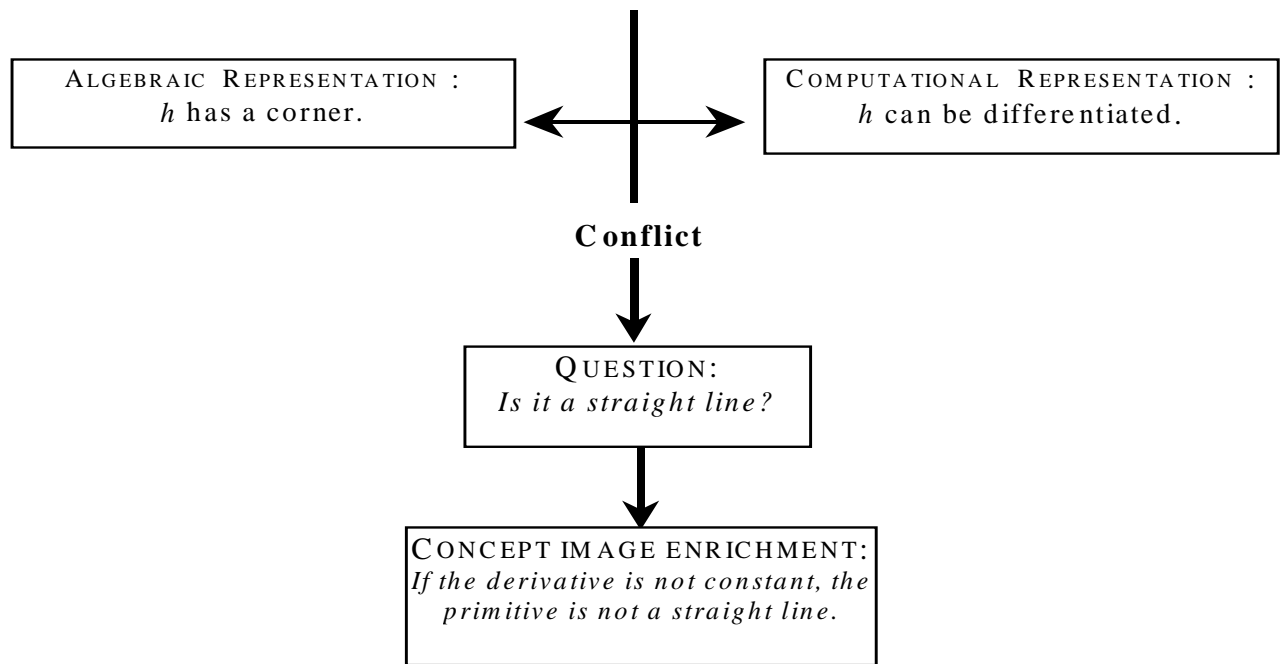 ALGEBRAIC REPRESENTATION :
h has a corner.
COMPUTATIONAL REPRESENTATION :
h can be differentiated.
Conflict
QUESTION:
Is it a straight line?
CONCEPT IMAGE ENRICHMENT:
If the derivative is not constant, the
primitive is not a straight line.